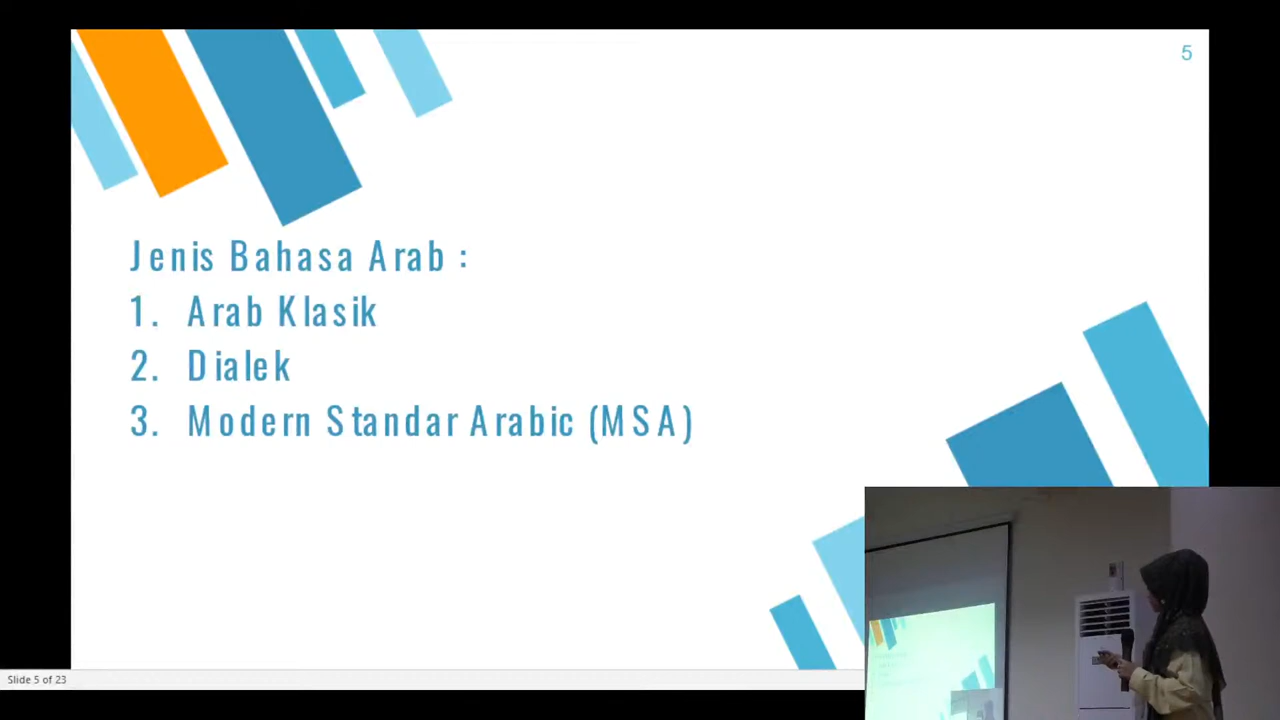 5
Jenis Bahasa Arab :
1. Arab Klasik
2. Dialek
3. Modern Standar Arabic (MSA)
Slide 5 of 23